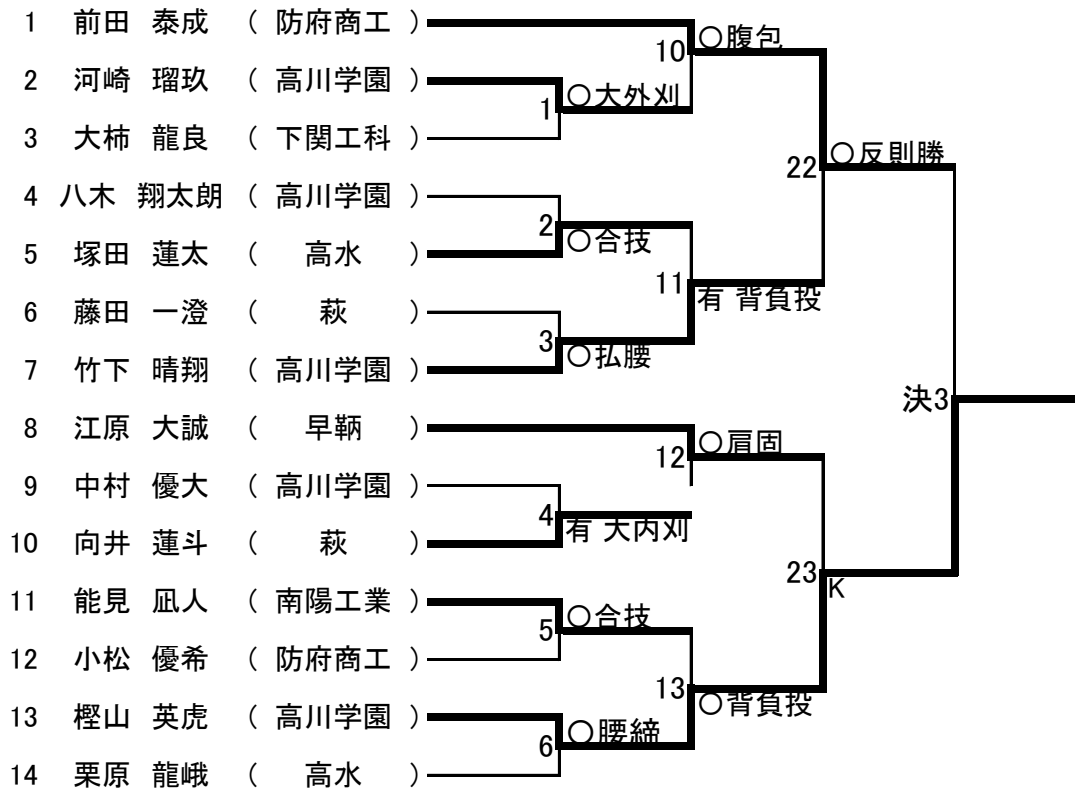 1 前田 泰成 ( 防府商工 )
10 ○腹包
2 河崎 瑠玖 ( 高川学園 )
1 ○大外刈
3 大柿 龍良 ( 下関工科 )
22 ○反則勝
4 八木 翔太朗 ( 高川学園 )
2 ○合技
5 塚田 蓮太 ( 高水 )
11 有 背負投
6 藤田 一澄 ( 萩 )
3 ○払腰
7 竹下 晴翔 ( 高川学園 )
決3
8 江原 大誠 ( 早鞆 )
12 ○肩固
9 中村 優大 ( 高川学園 )
4 有 大内刈
10 向井 蓮斗 ( 萩 )
23 K
11 能見 凪人 ( 南陽工業 )
5 ○合技
12 小松 優希 ( 防府商工 )
13 ○背負投
13 樫山 英虎 ( 高川学園 )
6 ○腰締
14 栗原 龍峨 ( 高水 )